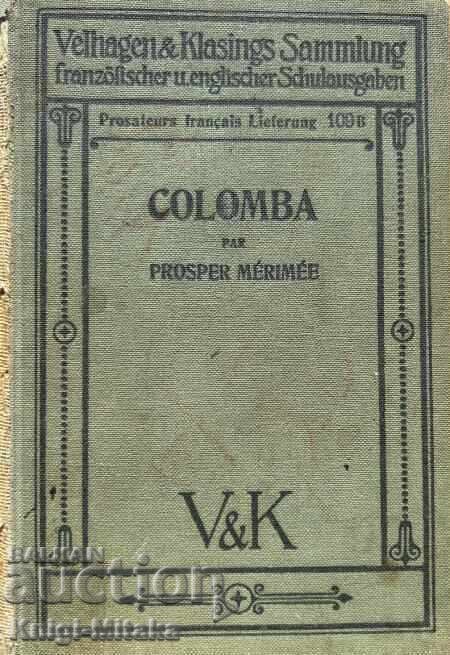 Velhagen & Klasings Sammlung
französischer u. englischer Schulausgaben
Prosateurs français Lieferung 109B
COLOMBA
PAR
PROSPER MÉRIMÉE
V&K
BALKAN
auction
Knigi-Mitaka